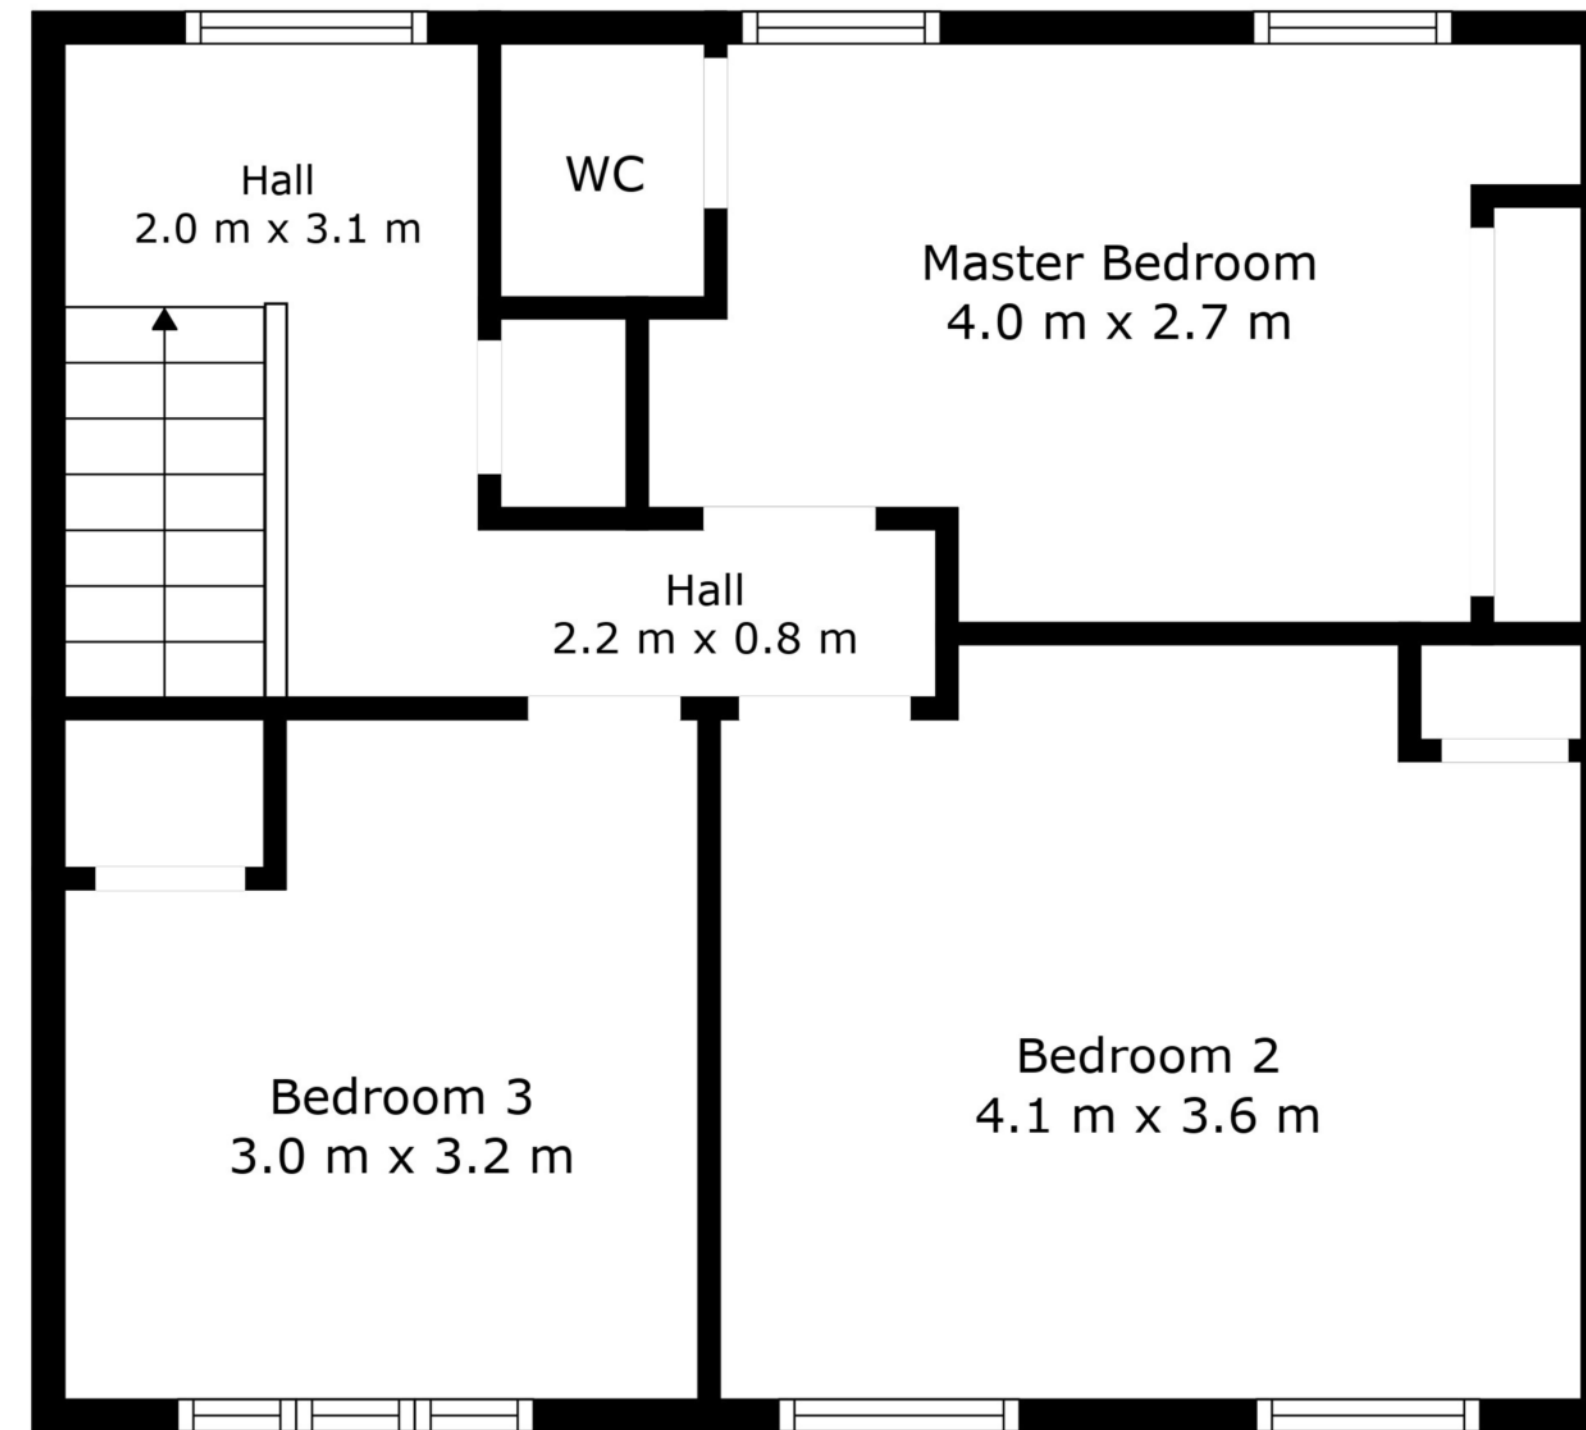 Hall
2.0 m x 3.1 m
WC
Master Bedroom
4.0 m x 2.7 m
Hall
2.2 m x 0.8 m
Bedroom 3
3.0 m x 3.2 m
Bedroom 2
4.1 m x 3.6 m